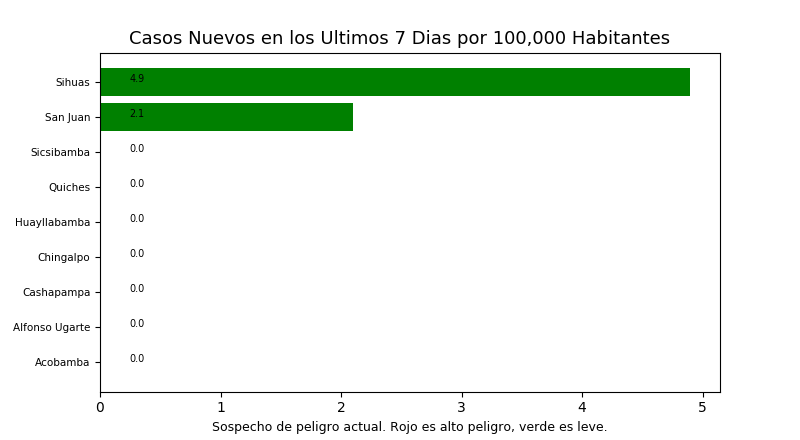 Casos Nuevos en los Ultimos 7 Dias por 100,000 Habitantes
Sihuas 4.9
San Juan 2.1
Sicsibamba 0.0
Quiches 0.0
Huayllabamba 0.0
Chingalpo 0.0
Cashapampa 0.0
Alfonso Ugarte 0.0
Acobamba 0.0
0 1 2 3 4 5
Sospecho de peligro actual. Rojo es alto peligro, verde es leve.